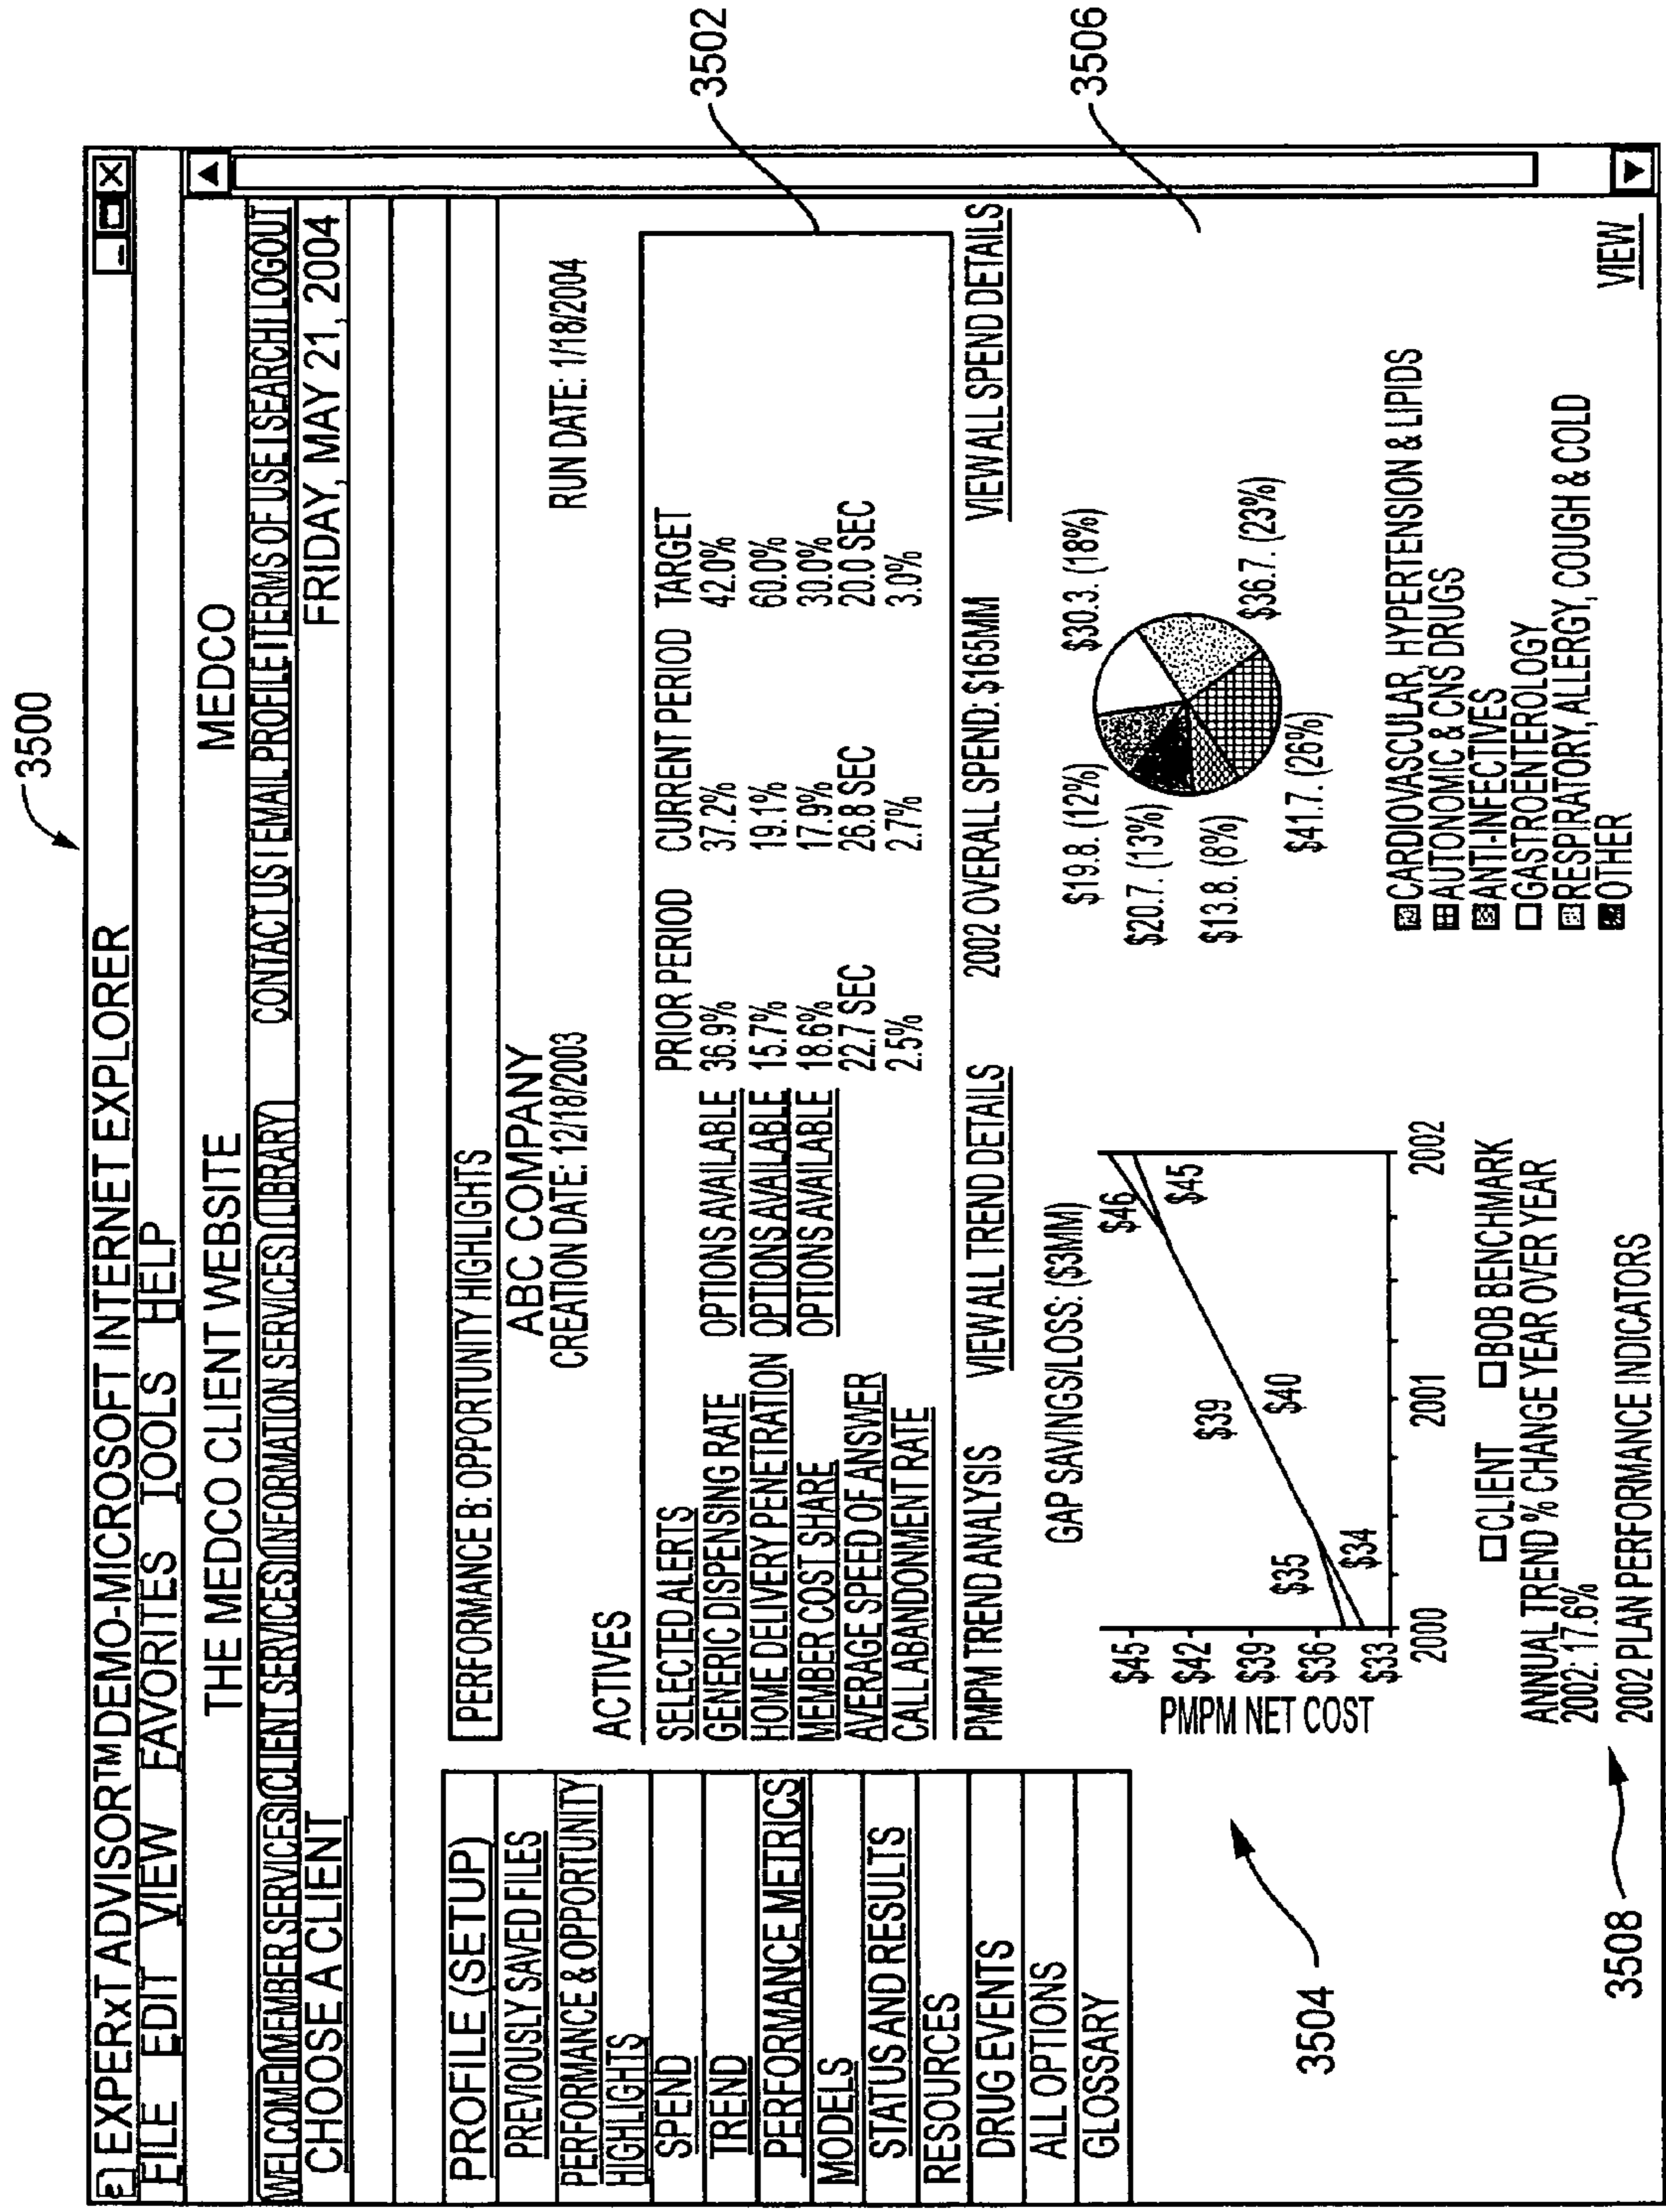 3500
EXPERxT ADVISOR™DEMO-MICROSOFT INTERNET EXPLORER
FILE EDIT VIEW FAVORITES TOOLS HELP
THE MEDCO CLIENT WEBSITE MEDCO
WELCOME MEMBER SERVICES CLIENT SERVICES INFORMATION SERVICES LIBRARY CONTACT US | EMAIL PROFILE | TERMS OF USE | SEARCH | LOGOUT
CHOOSE A CLIENT FRIDAY, MAY 21, 2004
PROFILE (SETUP)
PREVIOUSLY SAVED FILES
PERFORMANCE & OPPORTUNITY
HIGHLIGHTS
SPEND
TREND
PERFORMANCE METRICS
MODELS
STATUS AND RESULTS
RESOURCES
DRUG EVENTS
ALL OPTIONS
GLOSSARY
PERFORMANCE B: OPPORTUNITY HIGHLIGHTS
ABC COMPANY
CREATION DATE: 12/18/2003 RUN DATE: 1/18/2004
ACTIVES
SELECTED ALERTS PRIOR PERIOD CURRENT PERIOD TARGET
GENERIC DISPENSING RATE OPTIONS AVAILABLE 36.9% 37.2% 42.0%
HOME DELIVERY PENETRATION OPTIONS AVAILABLE 15.7% 19.1% 60.0%
MEMBER COST SHARE OPTIONS AVAILABLE 18.6% 17.9% 30.0%
AVERAGE SPEED OF ANSWER 22.7 SEC 26.8 SEC 20.0 SEC
CALL ABANDONMENT RATE 2.5% 2.7% 3.0%
3502
PMPM TREND ANALYSIS VIEW ALL TREND DETAILS 2002 OVERALL SPEND: $165MM VIEW ALL SPEND DETAILS
GAP SAVINGS/LOSS: ($3MM)
PMPM NET COST
$45
$42
$39
$36
$33
$46
$45
$39
$40
$35
$34
2000 2001 2002
CLIENT BOB BENCHMARK
ANNUAL TREND % CHANGE YEAR OVER YEAR
2002: 17.6%
2002 PLAN PERFORMANCE INDICATORS VIEW
$19.8. (12%) $30.3. (18%)
$20.7. (13%)
$13.8. (8%) $36.7. (23%)
$41.7. (26%)
CARDIOVASCULAR, HYPERTENSION & LIPIDS
AUTONOMIC & CNS DRUGS
ANTI-INFECTIVES
GASTROENTEROLOGY
RESPIRATORY, ALLERGY, COUGH & COLD
OTHER
3506
3504
3508